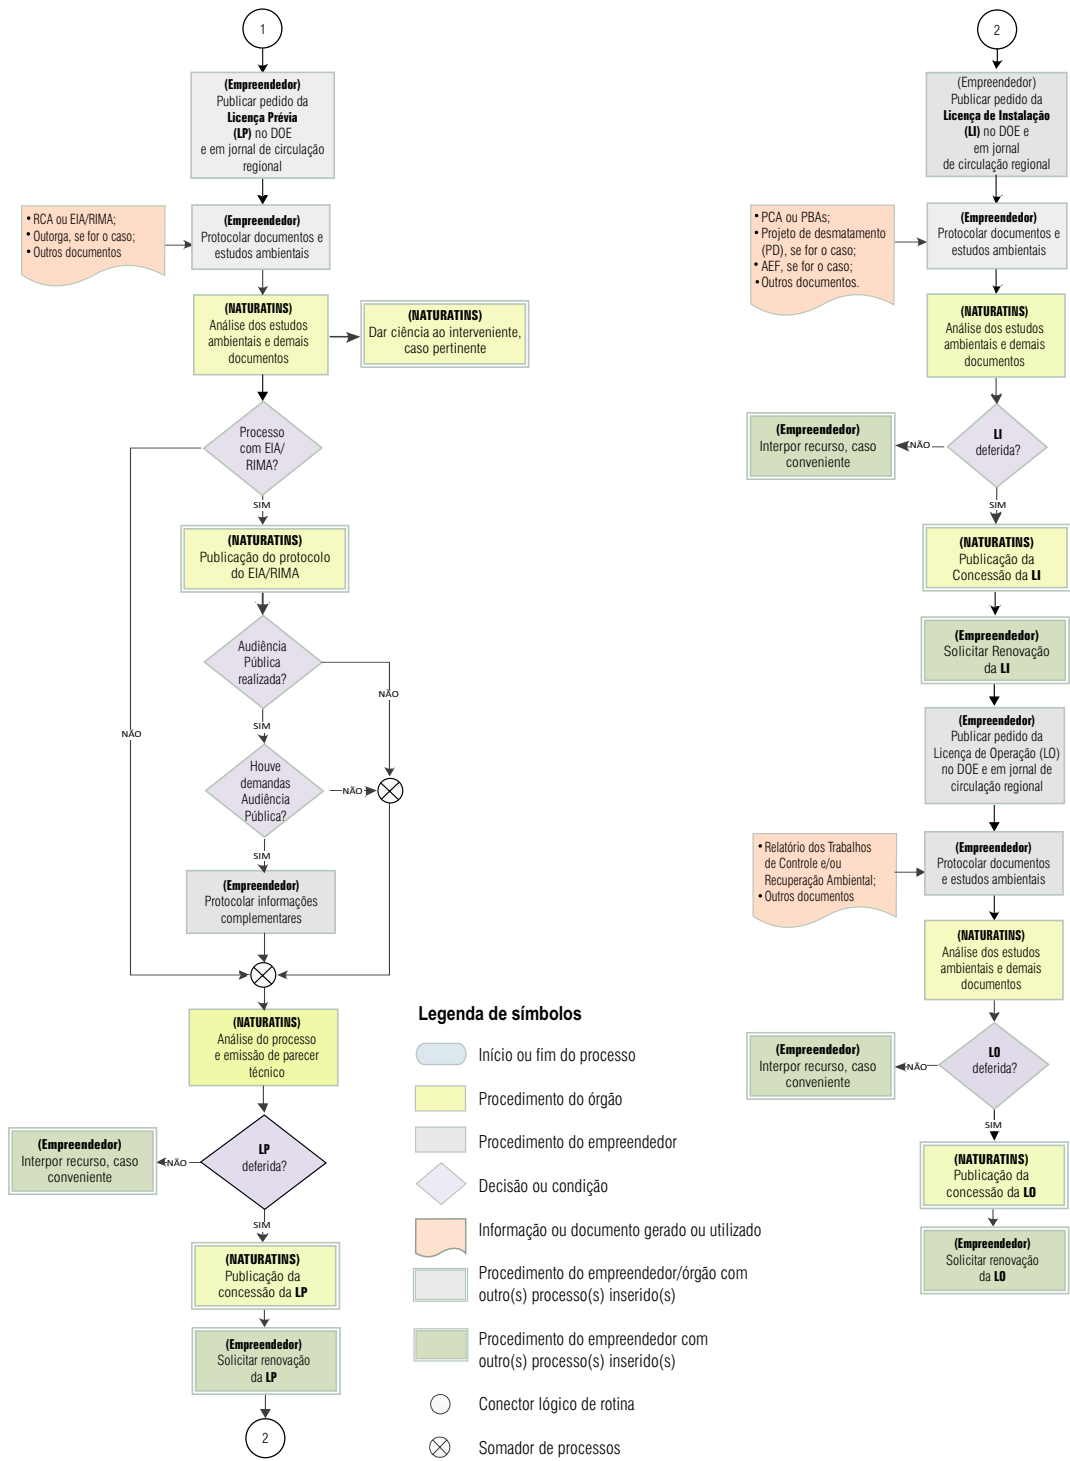 1
(Empreendedor)
Publicar pedido da
Licença Prévia
(LP) no DOE
e em jornal de circulação
regional
• RCA ou EIA/RIMA;
• Outorga, se for o caso;
• Outros documentos
(Empreendedor)
Protocolar documentos e
estudos ambientais
(NATURATINS)
Análise dos estudos
ambientais e demais
documentos
(NATURATINS)
Dar ciência ao interveniente,
caso pertinente
Processo
com EIA/
RIMA?
SIM
NÃO
(NATURATINS)
Publicação do protocolo
do EIA/RIMA
Audiência
Pública
realizada?
NÃO
SIM
Houve
demandas
Audiência
Pública?
NÃO
SIM
(Empreendedor)
Protocolar informações
complementares
(NATURATINS)
Análise do processo
e emissão de parecer
técnico
LP
deferida?
NÃO
(Empreendedor)
Interpor recurso, caso
conveniente
SIM
(NATURATINS)
Publicação da
concessão da LP
(Empreendedor)
Solicitar renovação
da LP
2
Legenda de símbolos
Início ou fim do processo
Procedimento do órgão
Procedimento do empreendedor
Decisão ou condição
Informação ou documento gerado ou utilizado
Procedimento do empreendedor/órgão com
outro(s) processo(s) inserido(s)
Procedimento do empreendedor com
outro(s) processo(s) inserido(s)
Conector lógico de rotina
Somador de processos
2
(Empreendedor)
Publicar pedido da
Licença de Instalação
(LI) no DOE e
em jornal
de circulação regional
• PCA ou PBAs;
• Projeto de desmatamento
(PD), se for o caso;
• AEF, se for o caso;
• Outros documentos.
(Empreendedor)
Protocolar documentos e
estudos ambientais
(NATURATINS)
Análise dos estudos
ambientais e demais
documentos
LI
deferida?
NÃO
(Empreendedor)
Interpor recurso, caso
conveniente
SIM
(NATURATINS)
Publicação da
Concessão da LI
(Empreendedor)
Solicitar Renovação
da LI
(Empreendedor)
Publicar pedido da
Licença de Operação (LO)
no DOE e em jornal de
circulação regional
• Relatório dos Trabalhos
de Controle e/ou
Recuperação Ambiental;
• Outros documentos
(Empreendedor)
Protocolar documentos
e estudos ambientais
(NATURATINS)
Análise dos estudos
ambientais e demais
documentos
LO
deferida?
NÃO
(Empreendedor)
Interpor recurso, caso
conveniente
SIM
(NATURATINS)
Publicação da
concessão da LO
(Empreendedor)
Solicitar renovação
da LO